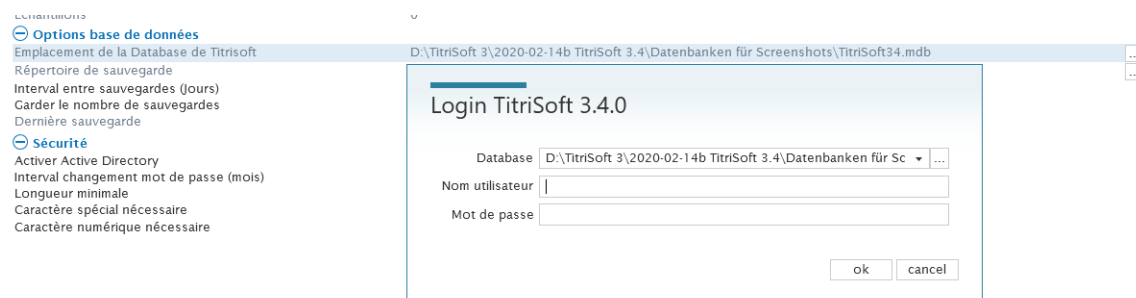 Echantillons 0
Options base de données
Emplacement de la Database de Titrisoft D:\TitriSoft 3\2020-02-14b TitriSoft 3.4\Datenbanken für Screenshots\TitriSoft34.mdb ...
Répertoire de sauvegarde ...
Interval entre sauvegardes (Jours)
Garder le nombre de sauvegardes
Dernière sauvegarde
Sécurité
Activer Active Directory
Interval changement mot de passe (mois)
Longueur minimale
Caractère spécial nécessaire
Caractère numérique nécessaire
Login TitriSoft 3.4.0
Database D:\TitriSoft 3\2020-02-14b TitriSoft 3.4\Datenbanken für Sc ...
Nom utilisateur
Mot de passe
ok cancel